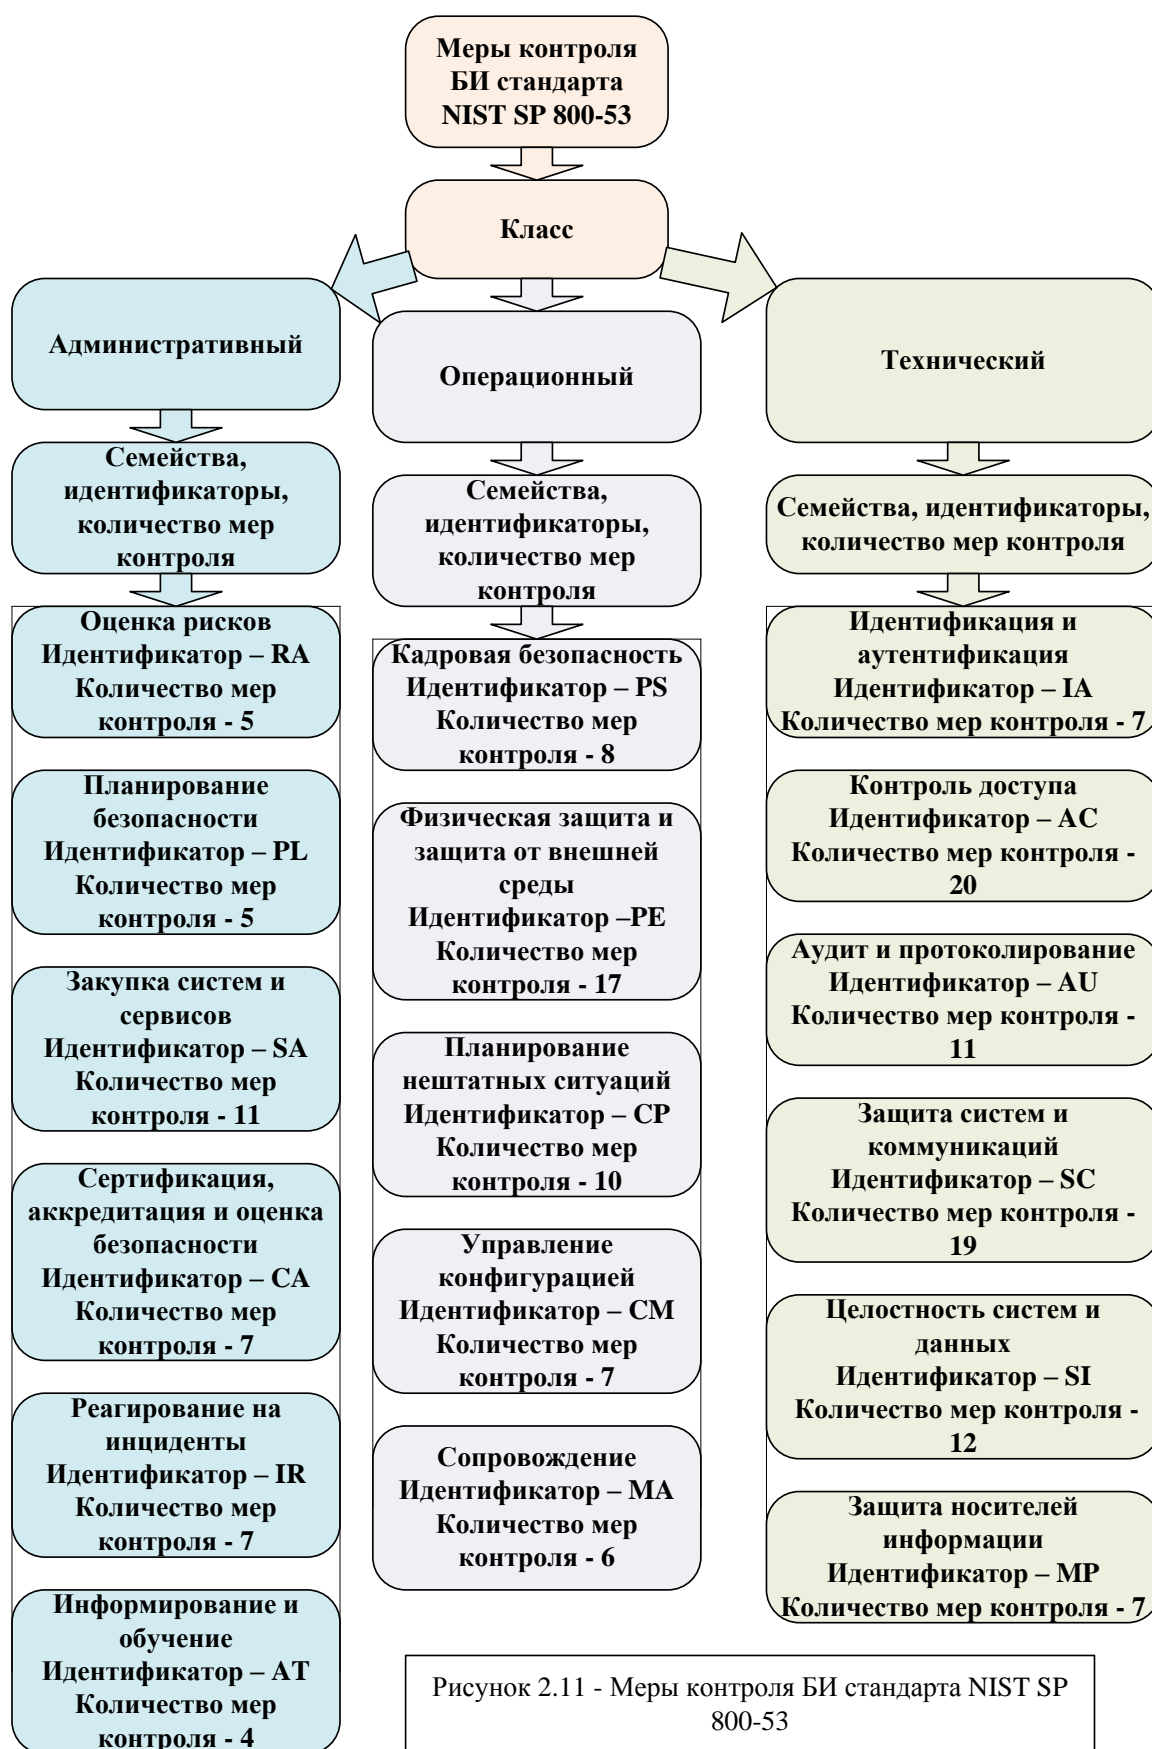 Меры контроля
БИ стандарта
NIST SP 800-53
Класс
Административный
Семейства,
идентификаторы,
количество мер
контроля
Оценка рисков
Идентификатор – RA
Количество мер
контроля - 5
Планирование
безопасности
Идентификатор – PL
Количество мер
контроля - 5
Закупка систем и
сервисов
Идентификатор – SA
Количество мер
контроля - 11
Сертификация,
аккредитация и оценка
безопасности
Идентификатор – CA
Количество мер
контроля - 7
Реагирование на
инциденты
Идентификатор – IR
Количество мер
контроля - 7
Информирование и
обучение
Идентификатор – AT
Количество мер
контроля - 4
Операционный
Семейства,
идентификаторы,
количество мер
контроля
Кадровая безопасность
Идентификатор – PS
Количество мер
контроля - 8
Физическая защита и
защита от внешней
среды
Идентификатор –PE
Количество мер
контроля - 17
Планирование
нештатных ситуаций
Идентификатор – CP
Количество мер
контроля - 10
Управление
конфигурацией
Идентификатор – CM
Количество мер
контроля - 7
Сопровождение
Идентификатор – MA
Количество мер
контроля - 6
Технический
Семейства, идентификаторы,
количество мер контроля
Идентификация и
аутентификация
Идентификатор – IA
Количество мер контроля - 7
Контроль доступа
Идентификатор – AC
Количество мер контроля -
20
Аудит и протоколирование
Идентификатор – AU
Количество мер контроля -
11
Защита систем и
коммуникаций
Идентификатор – SC
Количество мер контроля -
19
Целостность систем и
данных
Идентификатор – SI
Количество мер контроля -
12
Защита носителей
информации
Идентификатор – MP
Количество мер контроля - 7
Рисунок 2.11 - Меры контроля БИ стандарта NIST SP
800-53